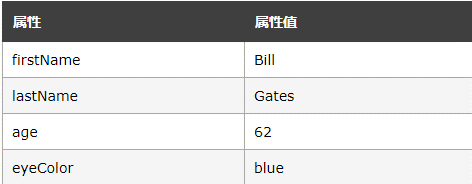 属性 属性值
firstName Bill
lastName Gates
age 62
eyeColor blue